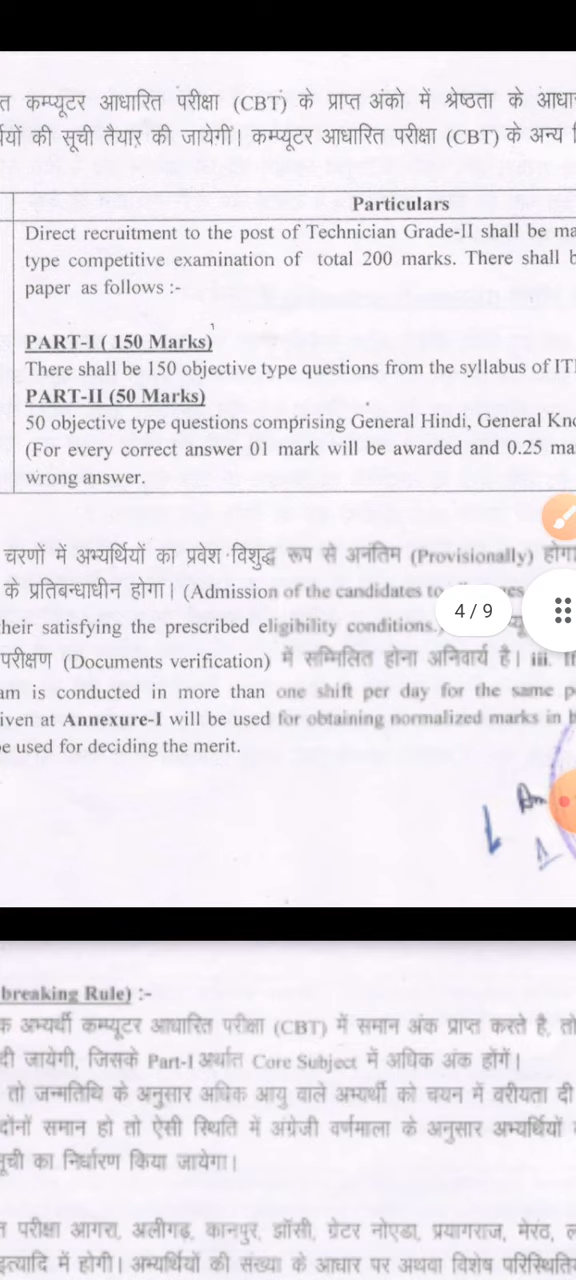 त कम्प्यूटर आधारित परीक्षा (CBT) के प्राप्त अंको में श्रेष्ठता के आधार
यों की सूची तैयार की जायेगीं। कम्प्यूटर आधारित परीक्षा (CBT) के अन्य
Particulars
Direct recruitment to the post of Technician Grade-II shall be ma
type competitive examination of total 200 marks. There shall b
paper as follows :-
PART-I ( 150 Marks)
There shall be 150 objective type questions from the syllabus of ITI
PART-II (50 Marks)
50 objective type questions comprising General Hindi, General Kno
(For every correct answer 01 mark will be awarded and 0.25 ma
wrong answer.
चरणों में अभ्यर्थियों का प्रवेश विशुद्ध रूप से अनंतिम (Provisionally) होगा
के प्रतिबन्धाधीन होगा। (Admission of the candidates to
4 / 9
heir satisfying the prescribed eligibility conditions.)
परीक्षण (Documents verification) में सम्मिलित होना अनिवार्य है। iii. If
am is conducted in more than one shift per day for the same p
iven at Annexure-I will be used for obtaining normalized marks in b
e used for deciding the merit.
breaking Rule) :-
क अभ्यर्थी कम्प्यूटर आधारित परीक्षा (CBT) में समान अंक प्राप्त करते है, तो
दी जायेगी, जिसके Part-I अर्थात Core Subject में अधिक अंक होंगें।
तो जन्मतिथि के अनुसार अधिक आयु वाले अभ्यर्थी को चयन में वरीयता दी
दोंनों समान हो तो ऐसी स्थिति में अंग्रेजी वर्णमाला के अनुसार अभ्यर्थियों
सूची का निर्धारण किया जायेगा।
त परीक्षा आगरा, अलीगढ़, कानपुर, झॉसी, ग्रेटर नोएडा, प्रयागराज, मेरठ, ल
इत्यादि में होगी। अभ्यर्थियों की संख्या के आधार पर अथवा विशेष परिस्थिति